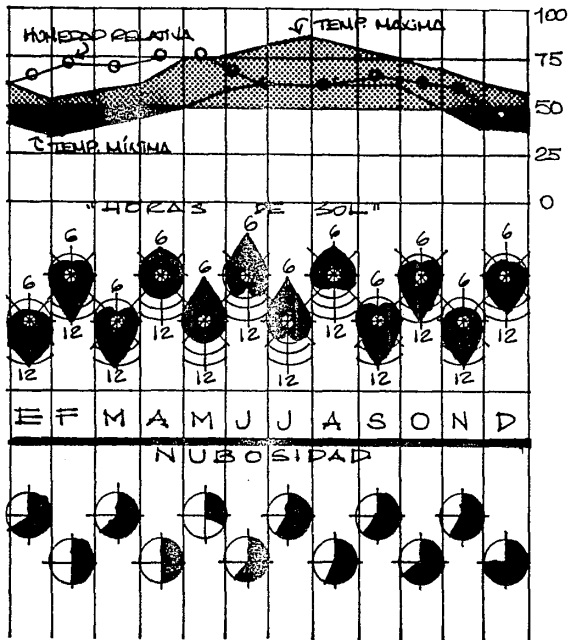 100
TEMP MAXIMA
HUMEDAD RELATIVA
75
50
TEMP. MÍNIMA
25
0
"HORAS DE SOL"
6 6 6 6 6 6
6 6 6 6 6 6
12 12 12 12 12 12
12 12 12 12 12 12
E F M A M J J A S O N D
NUBOSIDAD